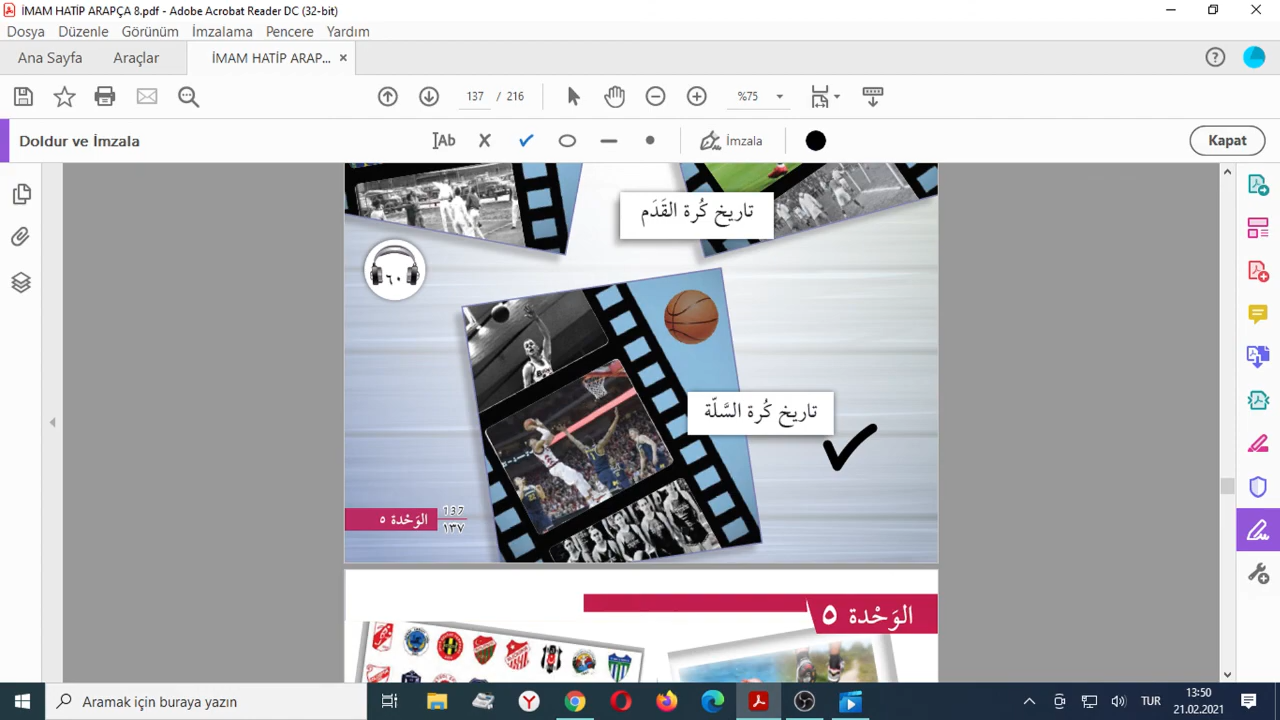 İMAM HATİP ARAPÇA 8.pdf - Adobe Acrobat Reader DC (32-bit)
Dosya Düzenle Görünüm İmzalama Pencere Yardım
Ana Sayfa Araçlar İMAM HATİP ARAP... ×
137 / 216 %75
Doldur ve İmzala Ab İmzala Kapat
تاريخ كُرة القَدَم
٦٠
تاريخ كُرة السَّلّة
137
١٣٧
الوَحْدة ٥
الوَحْدة ٥
Aramak için buraya yazın
TUR
13:50
21.02.2021